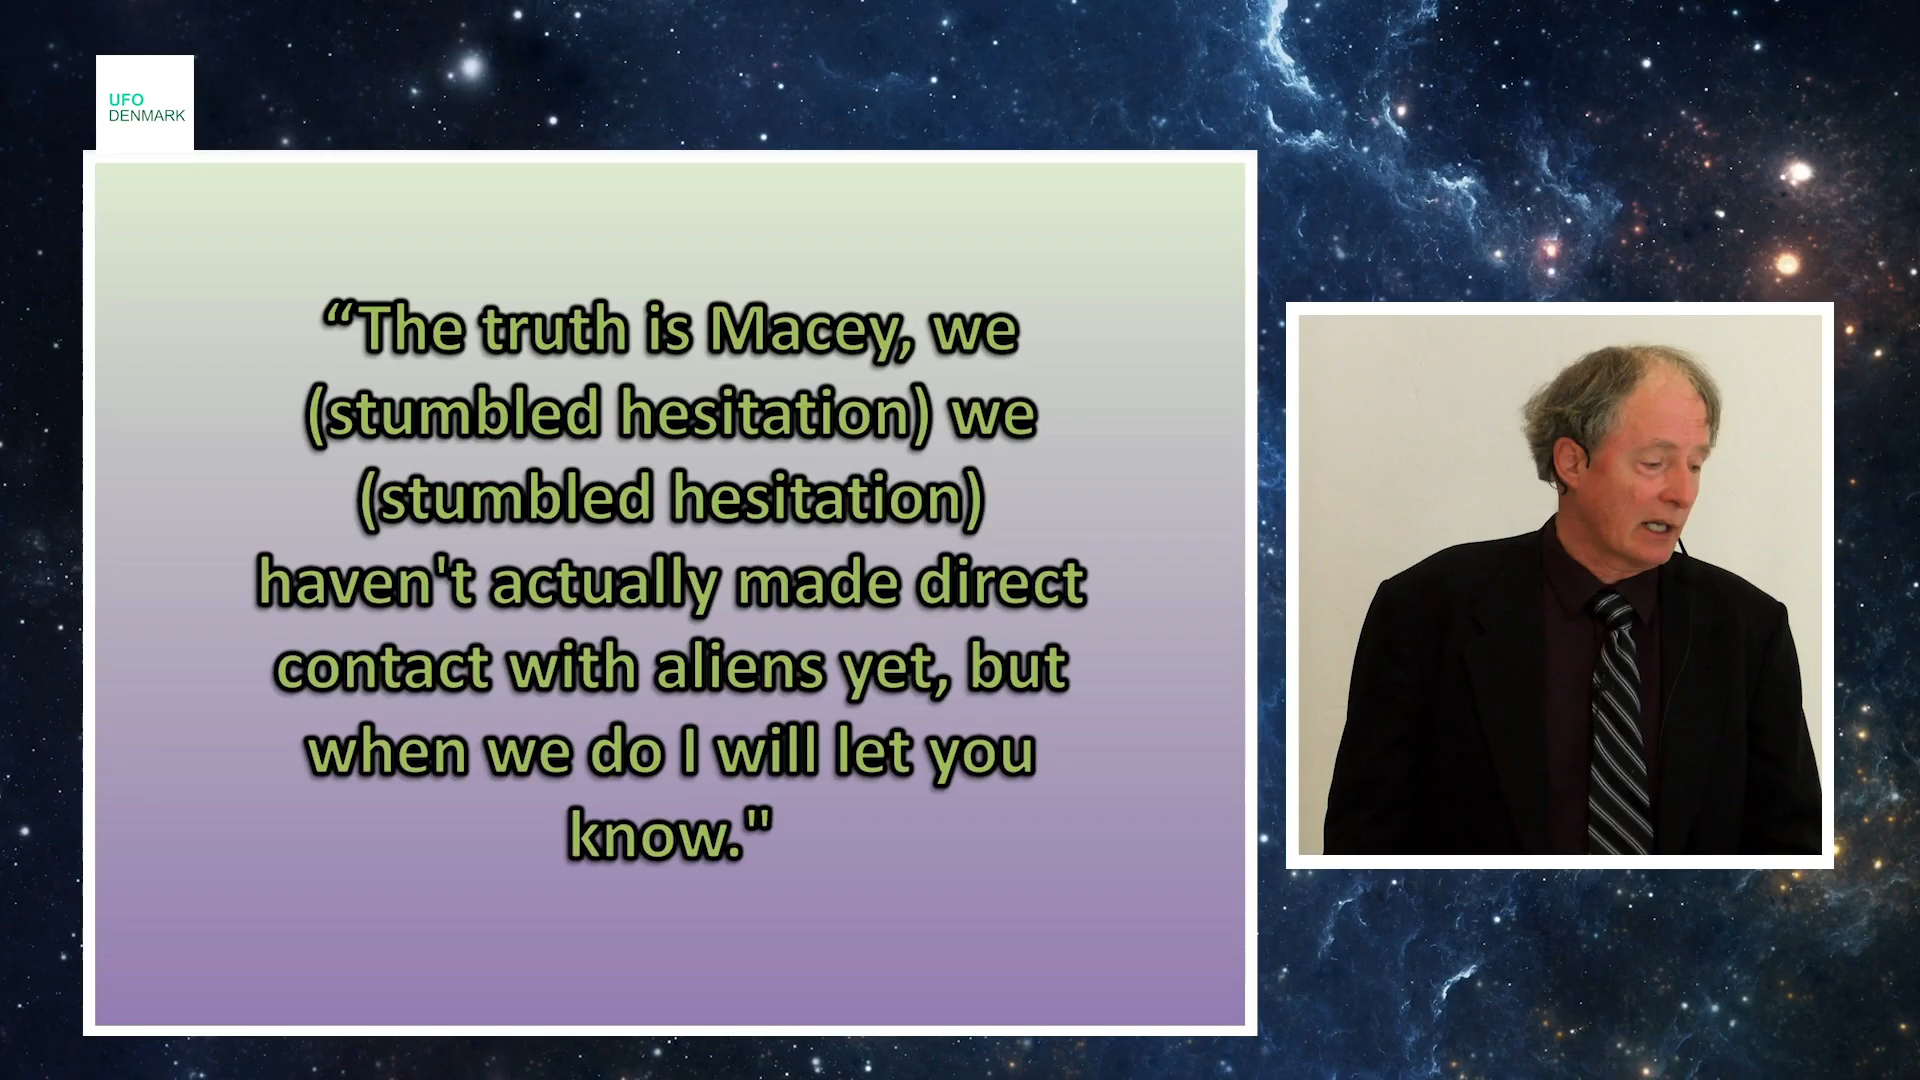 UFO
DENMARK
“The truth is Macey, we
(stumbled hesitation) we
(stumbled hesitation)
haven't actually made direct
contact with aliens yet, but
when we do I will let you
know."